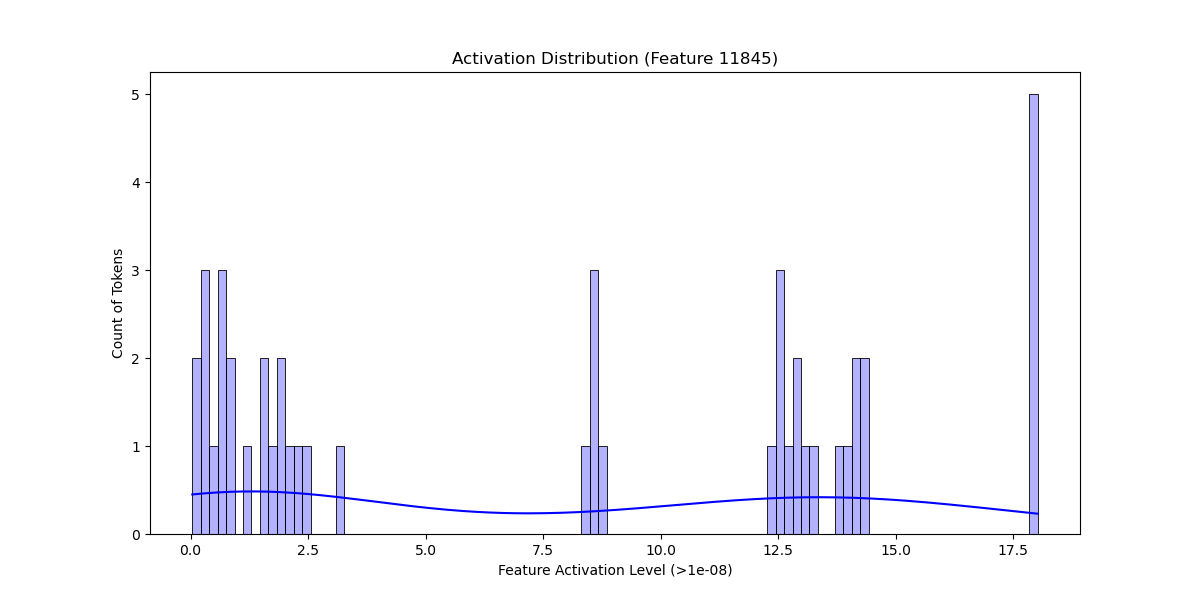 Activation Distribution (Feature 11845)
5
4
3
2
1
0
Count of Tokens
0.0 2.5 5.0 7.5 10.0 12.5 15.0 17.5
Feature Activation Level (>1e-08)